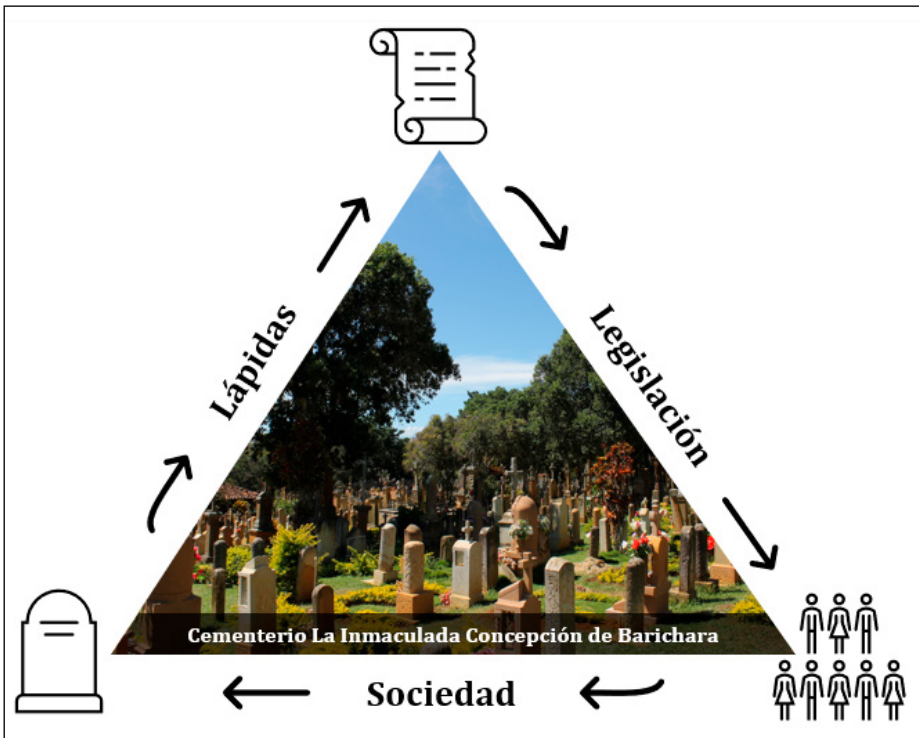 Lápidas
Legislación
Cementerio La Inmaculada Concepción de Barichara
Sociedad